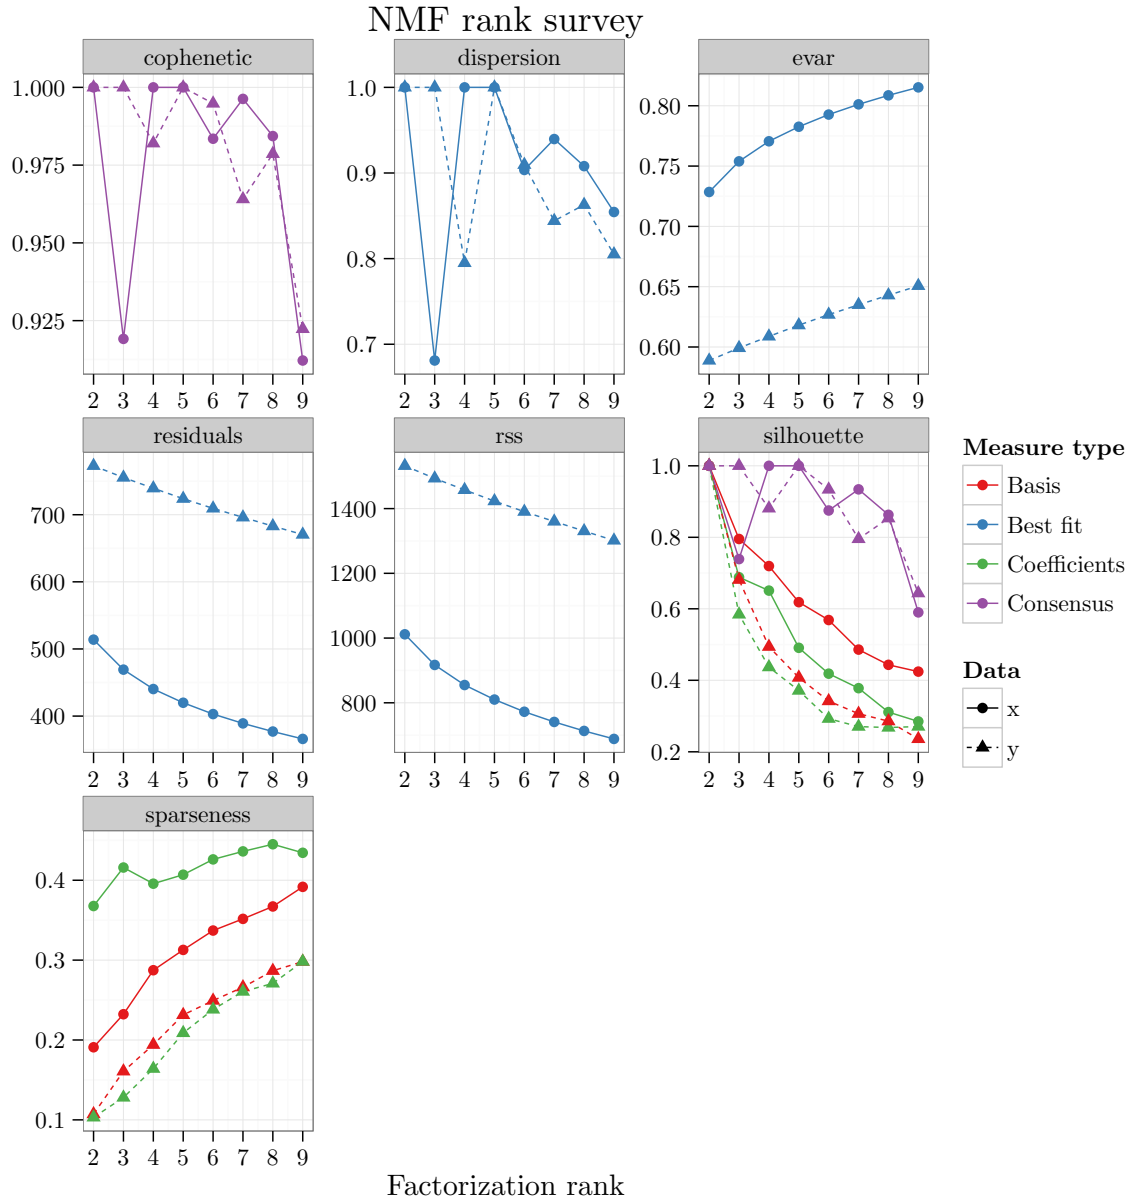 NMF rank survey
cophenetic
dispersion
evar
1.000
0.975
0.950
0.925
2 3 4 5 6 7 8 9
1.0
0.9
0.8
0.7
2 3 4 5 6 7 8 9
0.80
0.75
0.70
0.65
0.60
2 3 4 5 6 7 8 9
residuals
rss
silhouette
700
600
500
400
2 3 4 5 6 7 8 9
1400
1200
1000
800
2 3 4 5 6 7 8 9
1.0
0.8
0.6
0.4
0.2
2 3 4 5 6 7 8 9
Measure type
Basis
Best fit
Coefficients
Consensus
Data
x
y
sparseness
0.4
0.3
0.2
0.1
2 3 4 5 6 7 8 9
Factorization rank